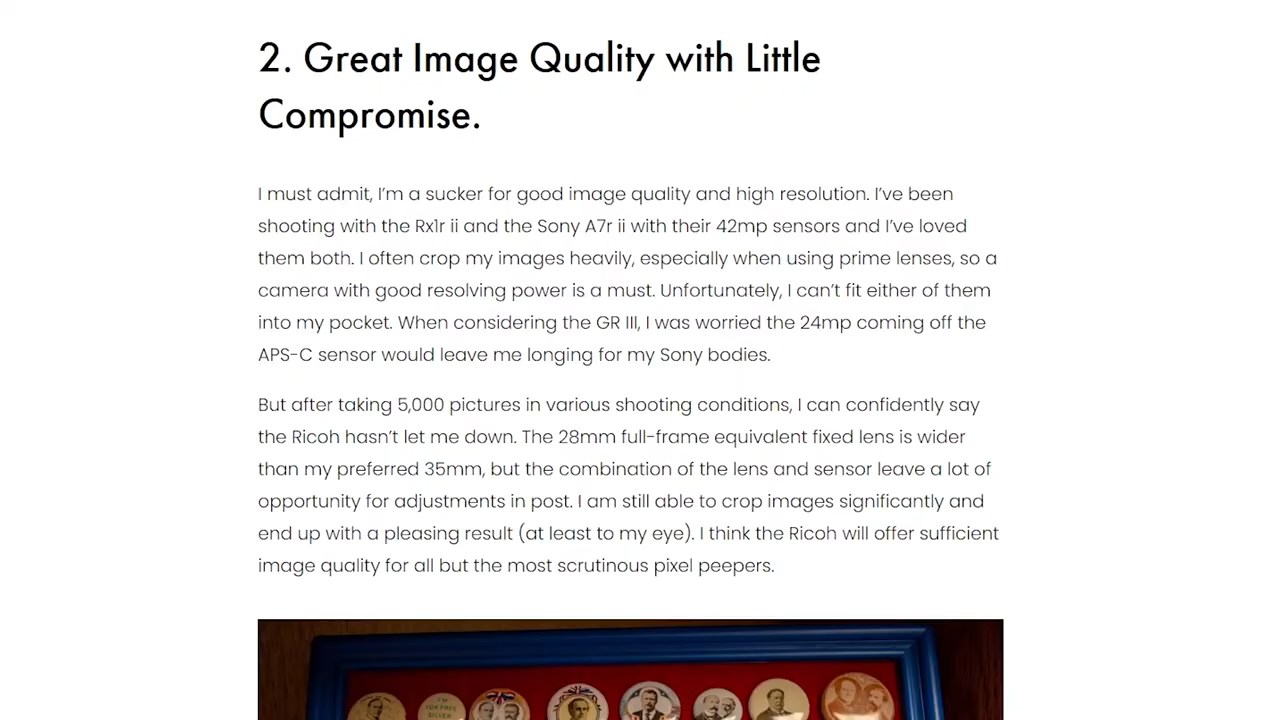 2. Great Image Quality with Little
Compromise.
I must admit, I'm a sucker for good image quality and high resolution. I've been
shooting with the Rx1r ii and the Sony A7r ii with their 42mp sensors and I've loved
them both. I often crop my images heavily, especially when using prime lenses, so a
camera with good resolving power is a must. Unfortunately, I can't fit either of them
into my pocket. When considering the GR III, I was worried the 24mp coming off the
APS-C sensor would leave me longing for my Sony bodies.
But after taking 5,000 pictures in various shooting conditions, I can confidently say
the Ricoh hasn't let me down. The 28mm full-frame equivalent fixed lens is wider
than my preferred 35mm, but the combination of the lens and sensor leave a lot of
opportunity for adjustments in post. I am still able to crop images significantly and
end up with a pleasing result (at least to my eye). I think the Ricoh will offer sufficient
image quality for all but the most scrutinous pixel peepers.
I'M
FOR FREE
SILVER